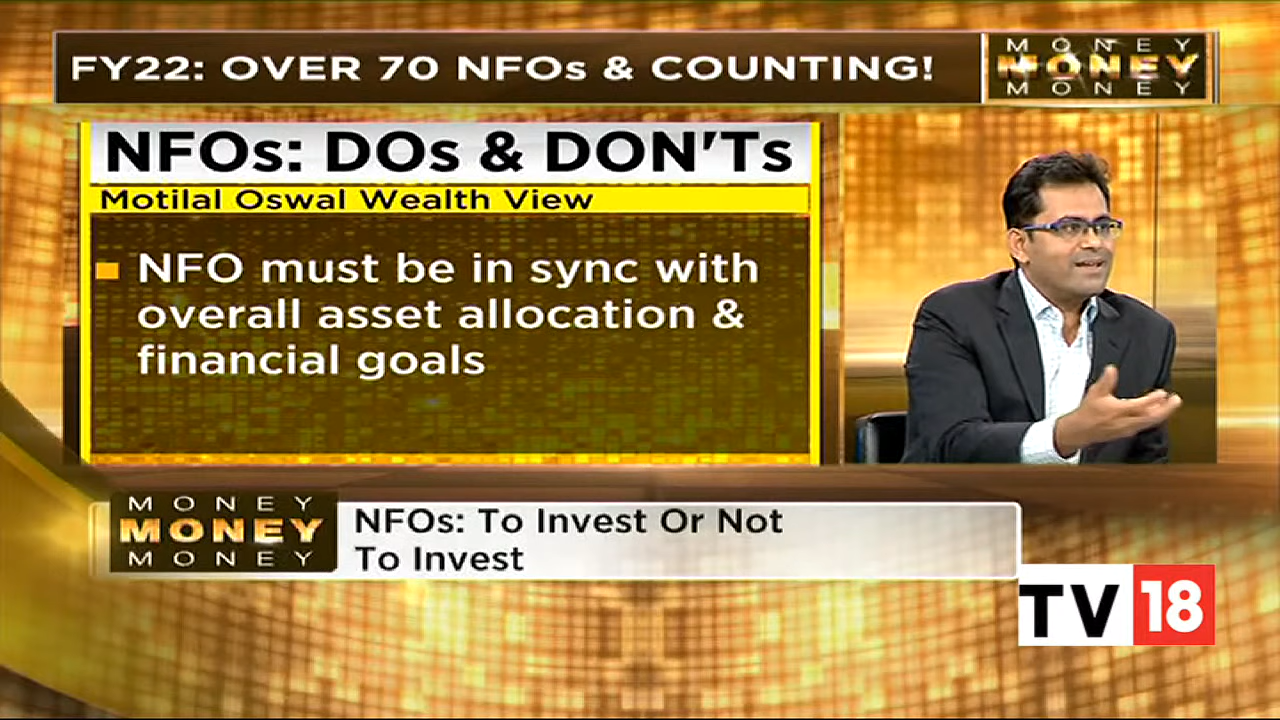 FY22: OVER 70 NFOs & COUNTING!
MONEY
MONEY
MONEY
NFOs: DOs & DON'Ts
Motilal Oswal Wealth View
NFO must be in sync with
overall asset allocation &
financial goals
MONEY
MONEY
MONEY
NFOs: To Invest Or Not
To Invest
TV18